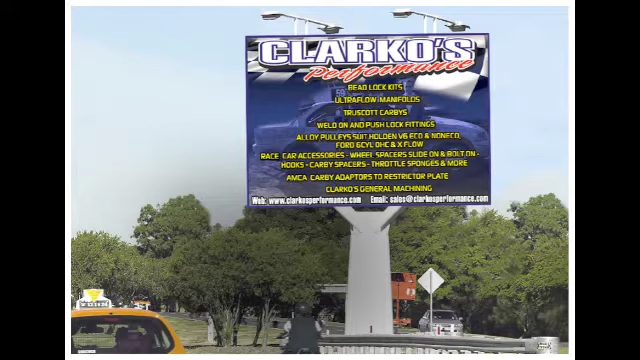 CLARKO'S
Performance
BEAD LOCK KITS
ULTRAFLOW MANIFOLDS
TRUSCOTT CARBYS
WELD ON AND PUSH LOCK FITTINGS
ALLOY PULLEYS SUIT HOLDEN V6 ECO & NONECO,
FORD 6CYL OHC & X FLOW
RACE CAR ACCESSORIES - WHEEL SPACERS SLIDE ON & BOLT ON -
HOOKS - CARBY SPACERS - THROTTLE SPONGES & MORE
AMCA CARBY ADAPTORS TO RESTRICTOR PLATE
CLARKO'S GENERAL MACHINING
Web: www.clarkosperformance.com Email: sales@clarkosperformance.com